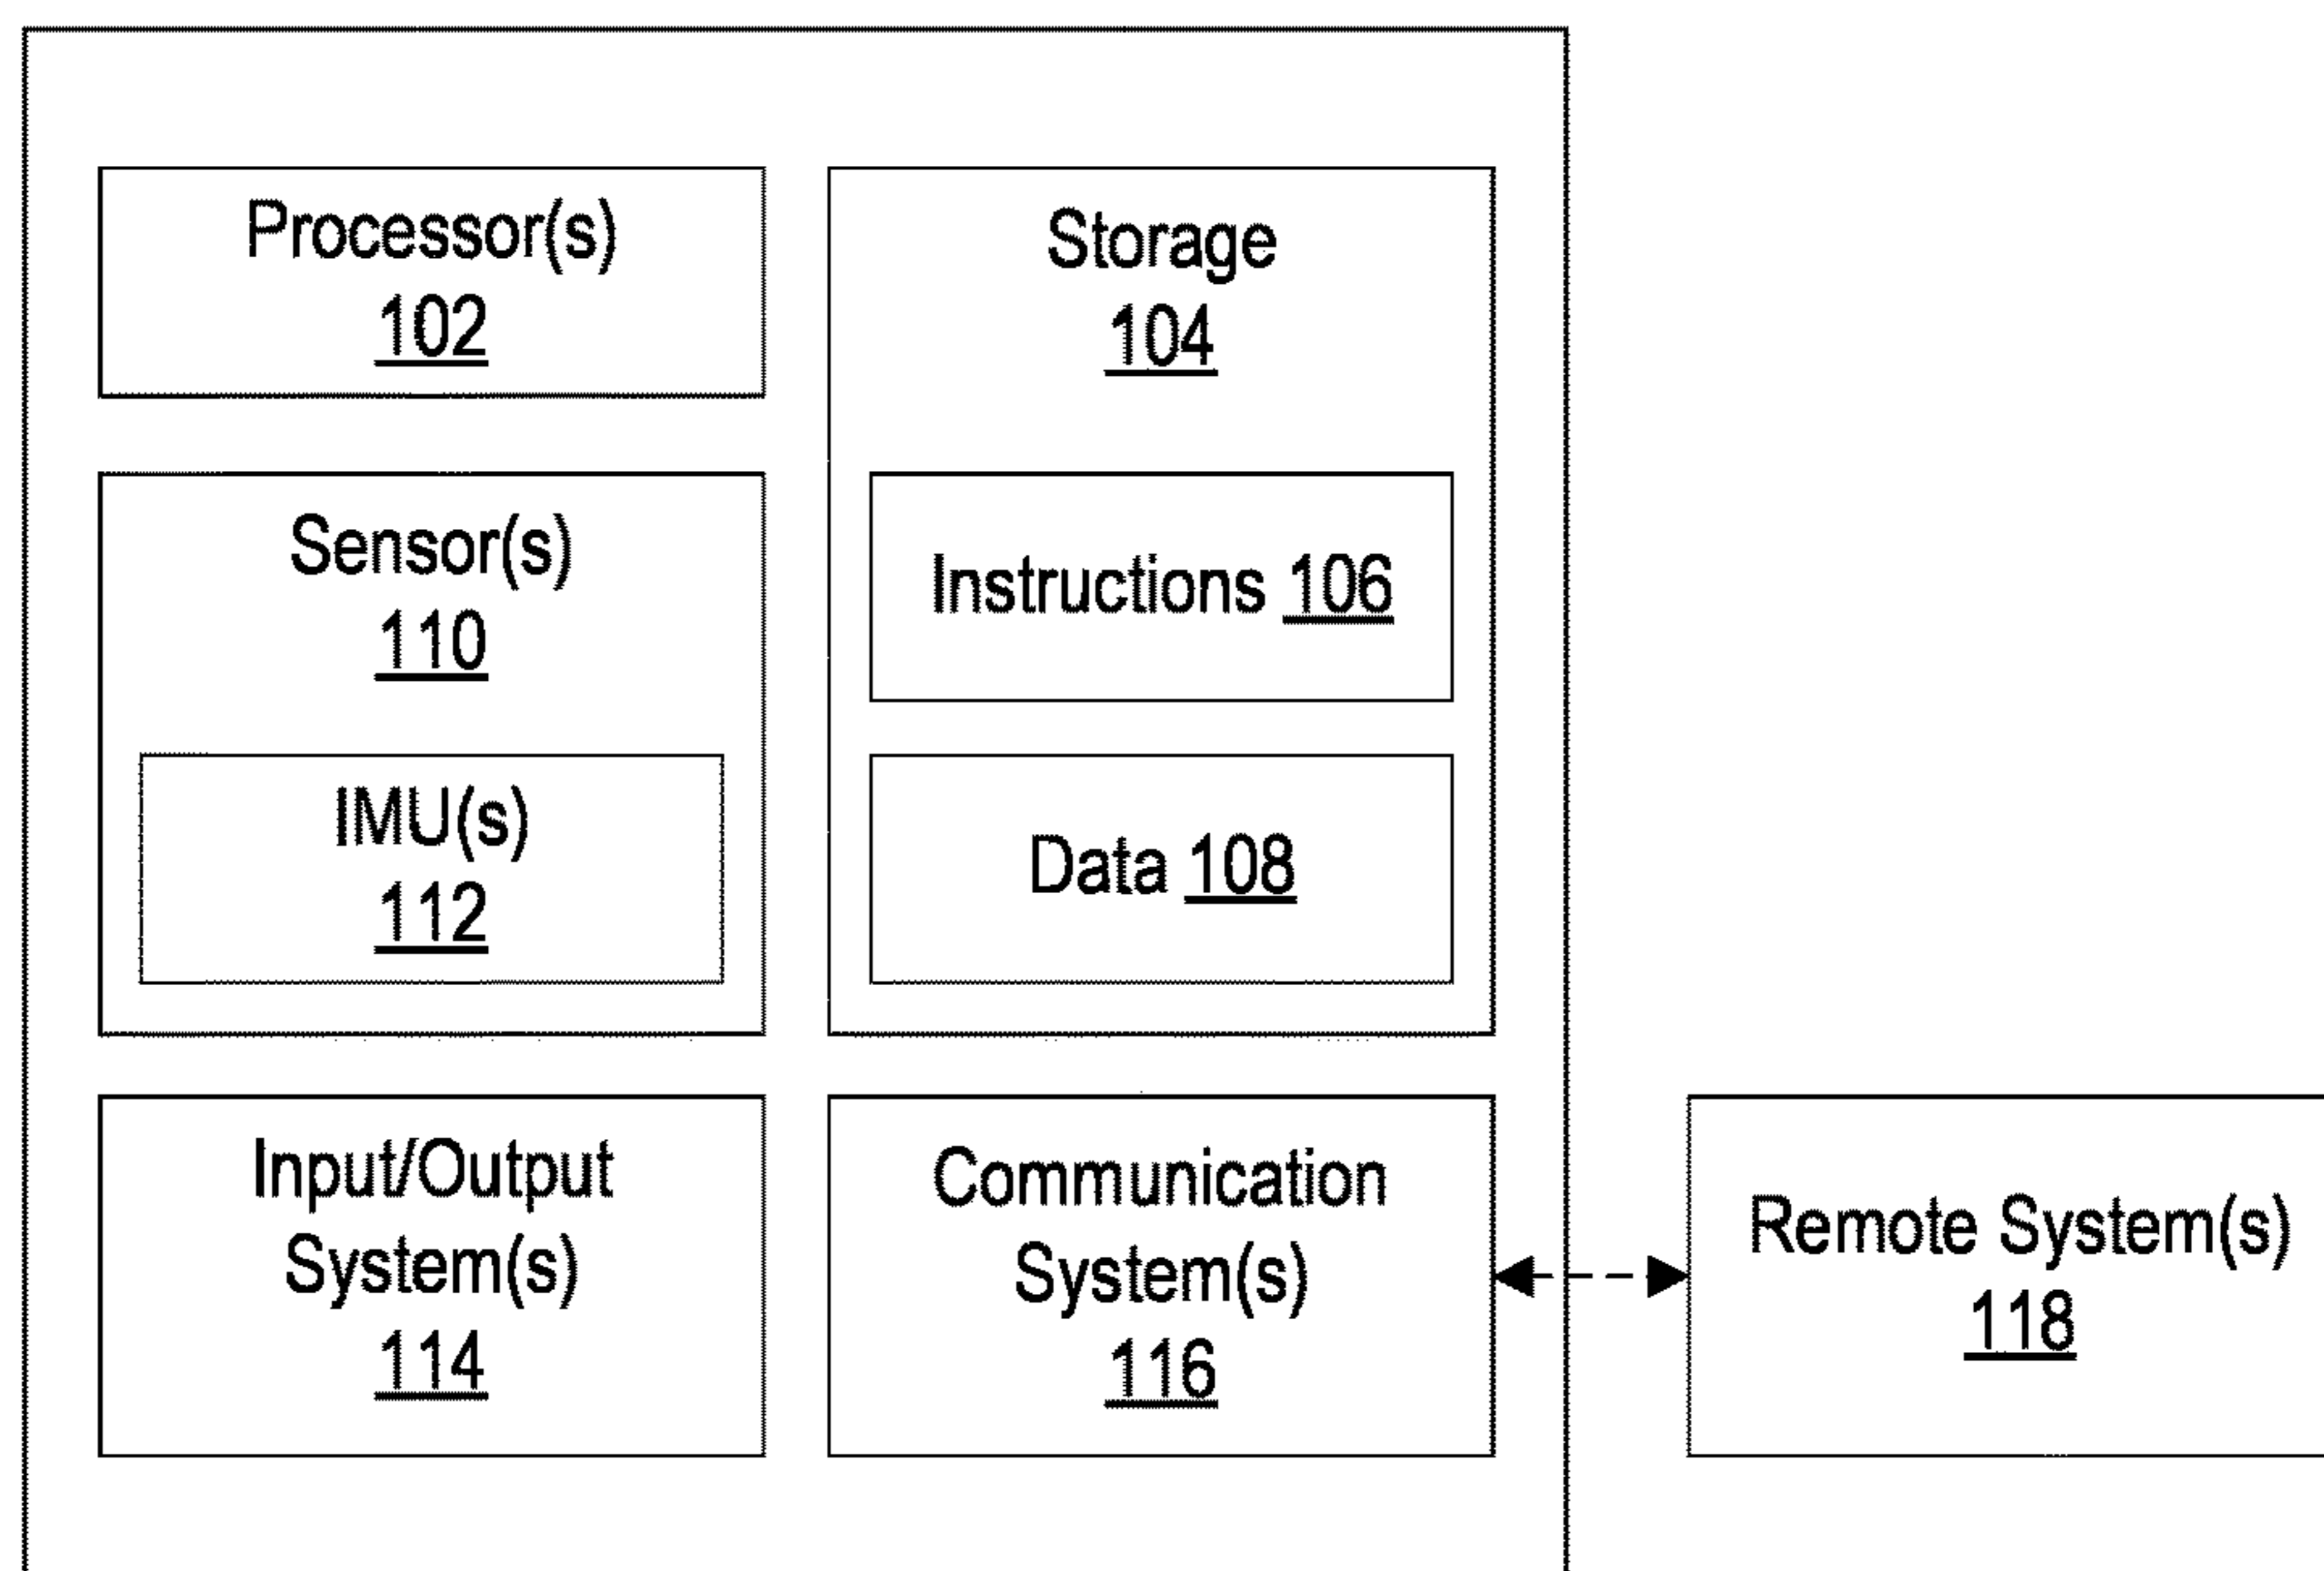 Processor(s)
102
Storage
104
Sensor(s)
110
Instructions 106
IMU(s)
112
Data 108
Input/Output
System(s)
114
Communication
System(s)
116
Remote System(s)
118